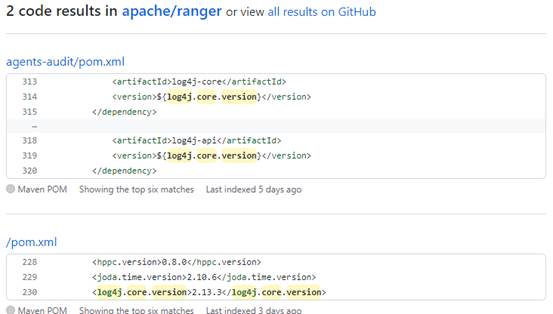 2 code results in apache/ranger or view all results on GitHub
agents-audit/pom.xml
313 <artifactId>log4j-core</artifactId>
314 <version>${log4j.core.version}</version>
315 </dependency>
…
318 <artifactId>log4j-api</artifactId>
319 <version>${log4j.core.version}</version>
320 </dependency>
Maven POM Showing the top six matches Last indexed 5 days ago
/pom.xml
228 <hppc.version>0.8.0</hppc.version>
229 <joda.time.version>2.10.6</joda.time.version>
230 <log4j.core.version>2.13.3</log4j.core.version>
Maven POM Showing the top six matches Last indexed 3 days ago